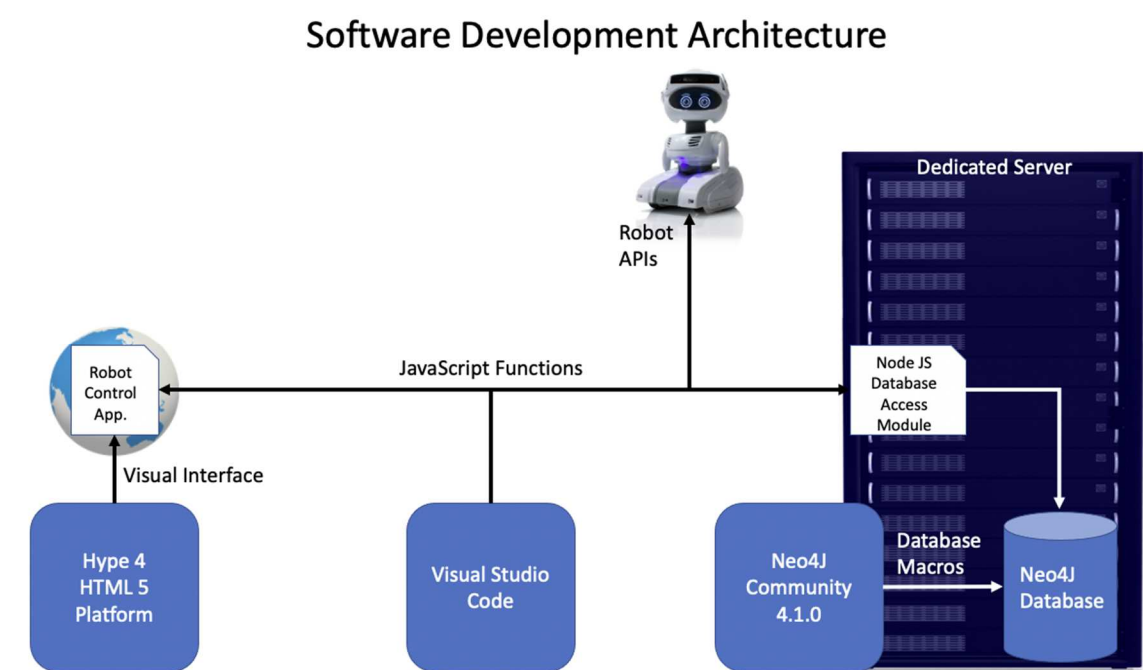 Software Development Architecture
Dedicated Server
Robot
APIs
JavaScript Functions
Robot
Control
App.
Node JS
Database
Access
Module
Visual Interface
Hype 4
HTML 5
Platform
Visual Studio
Code
Neo4J
Community
4.1.0
Database
Macros
Neo4J
Database